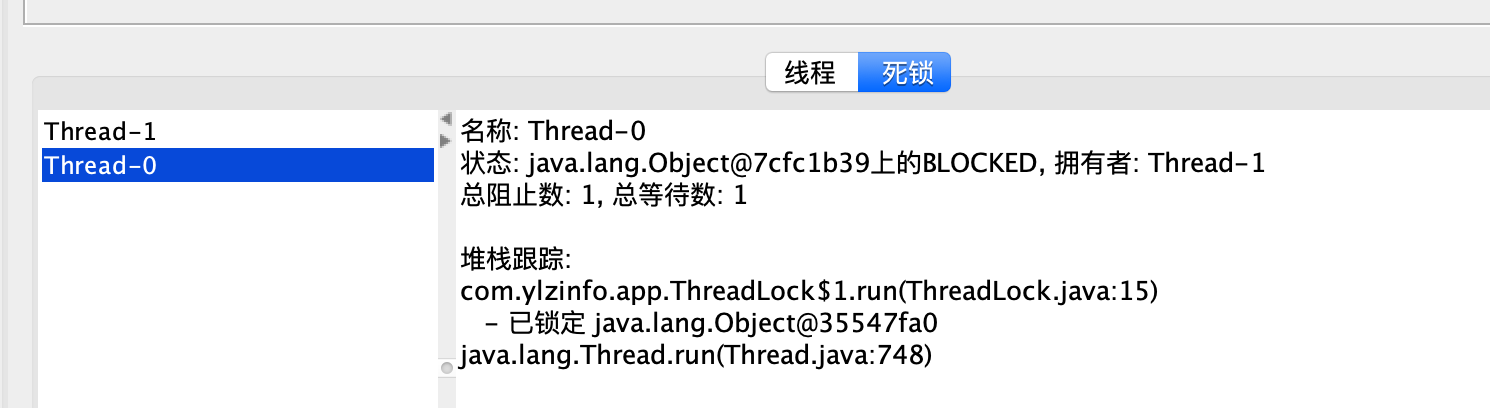 线程 死锁
Thread-1
Thread-0
名称: Thread-0
状态: java.lang.Object@7cfc1b39上的BLOCKED, 拥有者: Thread-1
总阻止数: 1, 总等待数: 1
堆栈跟踪:
com.ylzinfo.app.ThreadLock$1.run(ThreadLock.java:15)
- 已锁定 java.lang.Object@35547fa0
java.lang.Thread.run(Thread.java:748)